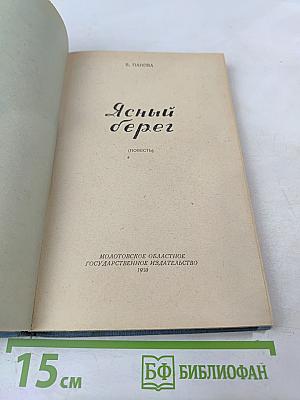 В. ПАНОВА
Ясный
берег
(ПОВЕСТЬ)
МОЛОТОВСКОЕ ОБЛАСТНОЕ
ГОСУДАРСТВЕННОЕ ИЗДАТЕЛЬСТВО
1950
15 см
БФ БИБЛИОФАН